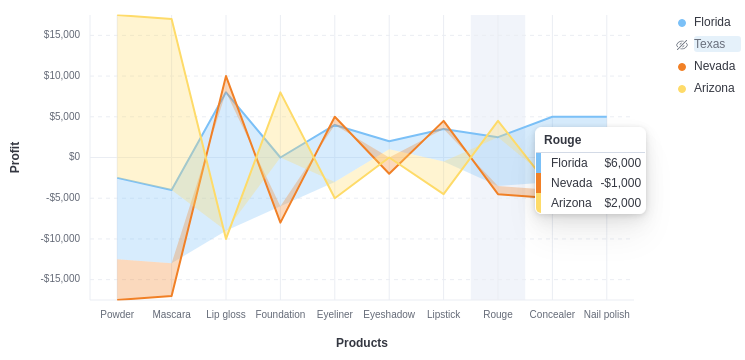 $15,000
$10,000
$5,000
$0
-$5,000
-$10,000
-$15,000
Profit
Powder Mascara Lip gloss Foundation Eyeliner Eyeshadow Lipstick Rouge Concealer Nail polish
Products
Rouge
Florida $6,000
Nevada -$1,000
Arizona $2,000
Florida
Texas
Nevada
Arizona